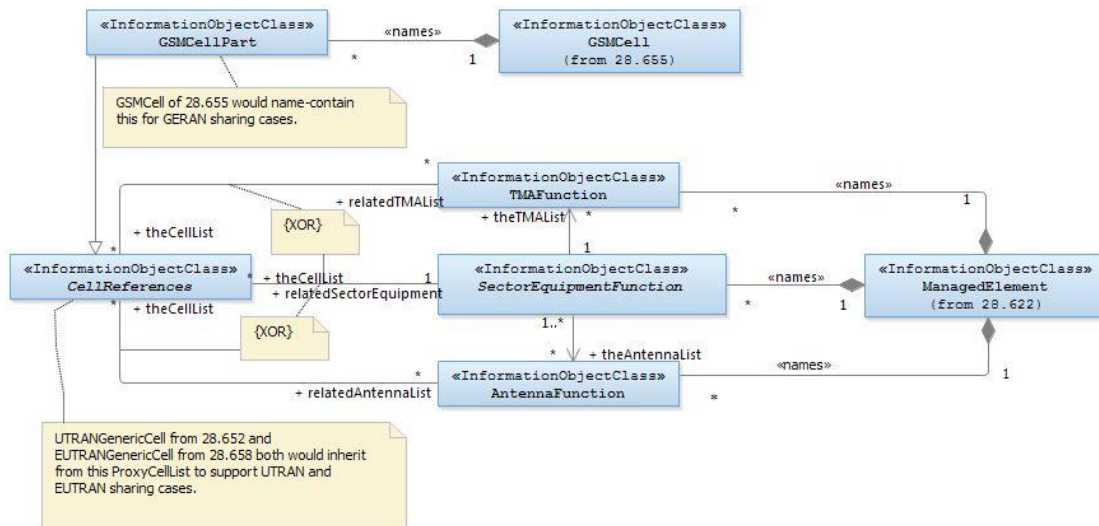 «InformationObjectClass»
GSMCellPart
«names»
*
1
«InformationObjectClass»
GSMCell
(from 28.655)
GSMCell of 28.655 would name-contain
this for GERAN sharing cases.
*
+ relatedTMAList
«InformationObjectClass»
TMAFunction
«names»
*
1
+ theTMAList
*
1
{XOR}
+ theCellList
*
«InformationObjectClass»
CellReferences
*
+ theCellList
+ relatedSectorEquipment
1
«InformationObjectClass»
SectorEquipmentFunction
«names»
*
1
«InformationObjectClass»
ManagedElement
(from 28.622)
*
+ theCellList
{XOR}
1..*
*
+ theAntennaList
*
+ relatedAntennaList
«InformationObjectClass»
AntennaFunction
«names»
*
1
UTRANGenericCell from 28.652 and
EUTRANGenericCell from 28.658 both would inherit
from this ProxyCellList to support UTRAN and
EUTRAN sharing cases.